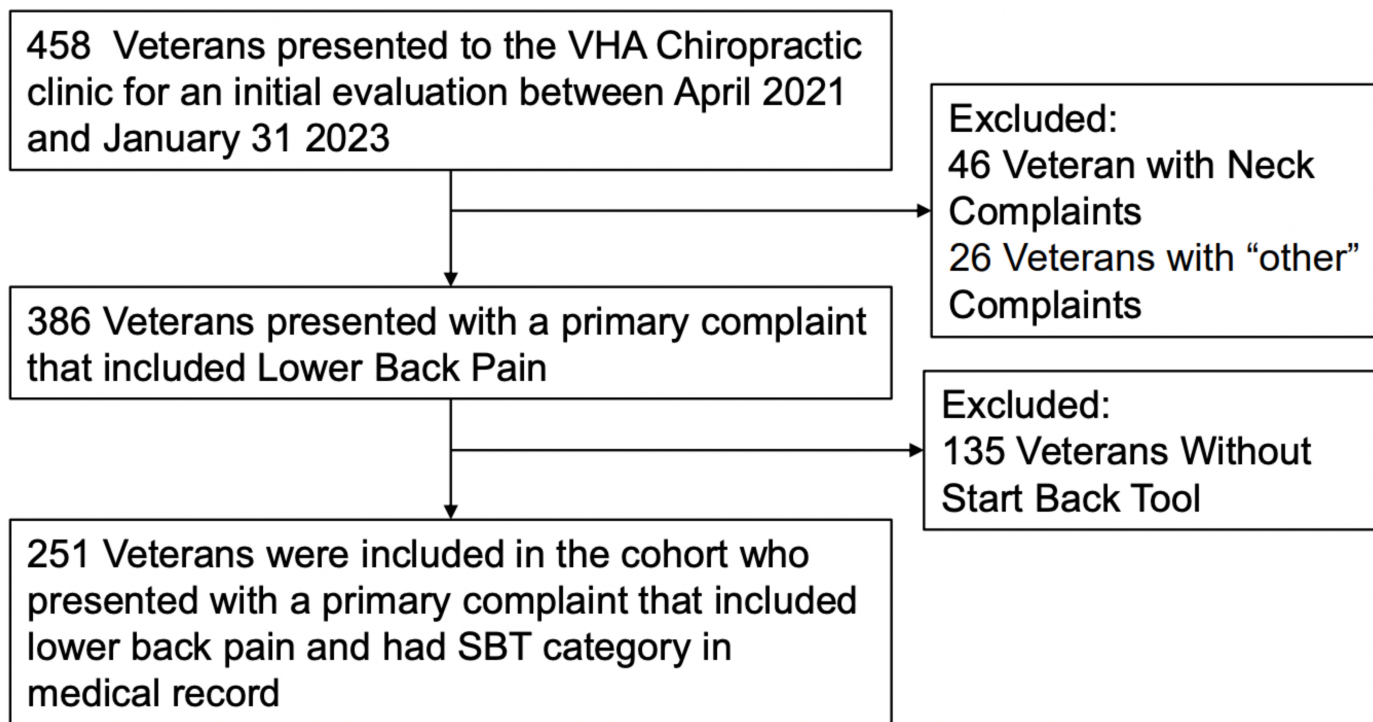 458  Veterans presented to the VHA Chiropractic
clinic for an initial evaluation between April 2021
and January 31 2023
Excluded:
46 Veteran with Neck
Complaints
26 Veterans with “other”
Complaints
386 Veterans presented with a primary complaint
that included Lower Back Pain
Excluded:
135 Veterans Without
Start Back Tool
251 Veterans were included in the cohort who
presented with a primary complaint that included
lower back pain and had SBT category in
medical record